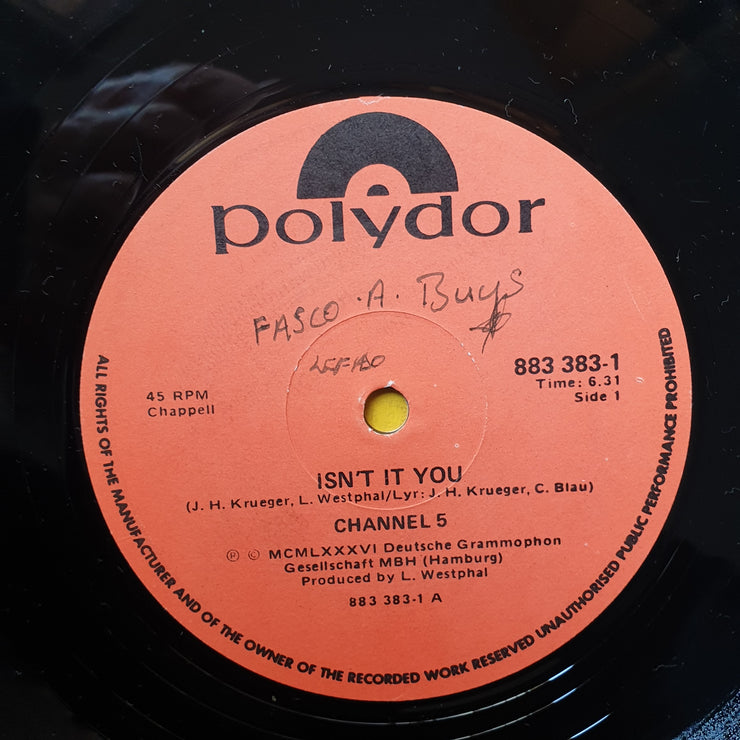 polydor
FASCO . A . Buys
883 383-1
45 RPM
Time: 6.31
Chappell
Side 1
ISN'T IT YOU
(J. H. Krueger, L. Westphal/Lyr: J. H. Krueger, C. Blau)
CHANNEL 5
℗ © MCMLXXXVI Deutsche Grammophon
Gesellschaft MBH (Hamburg)
Produced by L. Westphal
883 383-1 A
ALL RIGHTS OF THE MANUFACTURER AND OF THE OWNER OF THE RECORDED WORK RESERVED UNAUTHORISED PUBLIC PERFORMANCE PROHIBITED